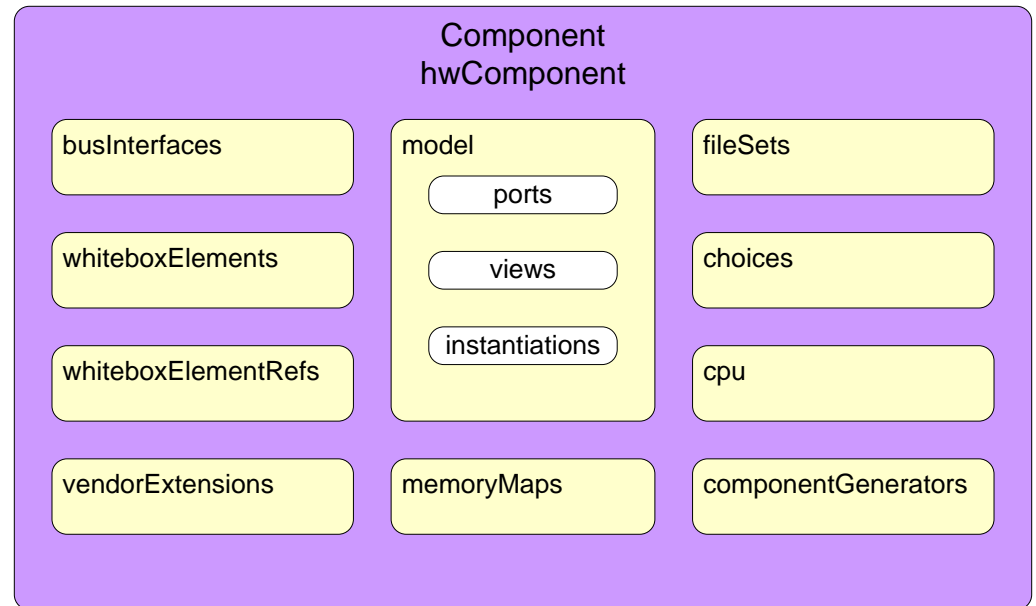 Component
hwComponent
busInterfaces
whiteboxElements
whiteboxElementRefs
vendorExtensions
model
ports
views
instantiations
memoryMaps
fileSets
choices
cpu
componentGenerators